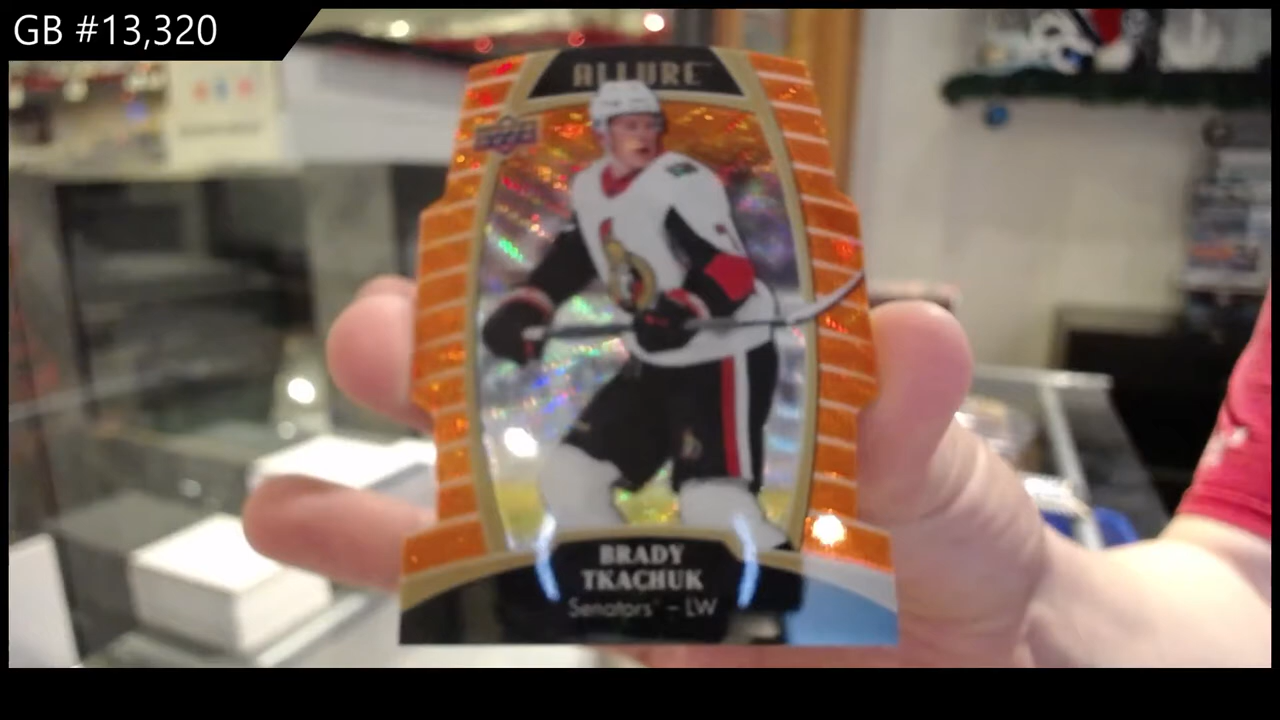 GB #13,320
ALLURE
BRADY
TKACHUK
Senators - LW